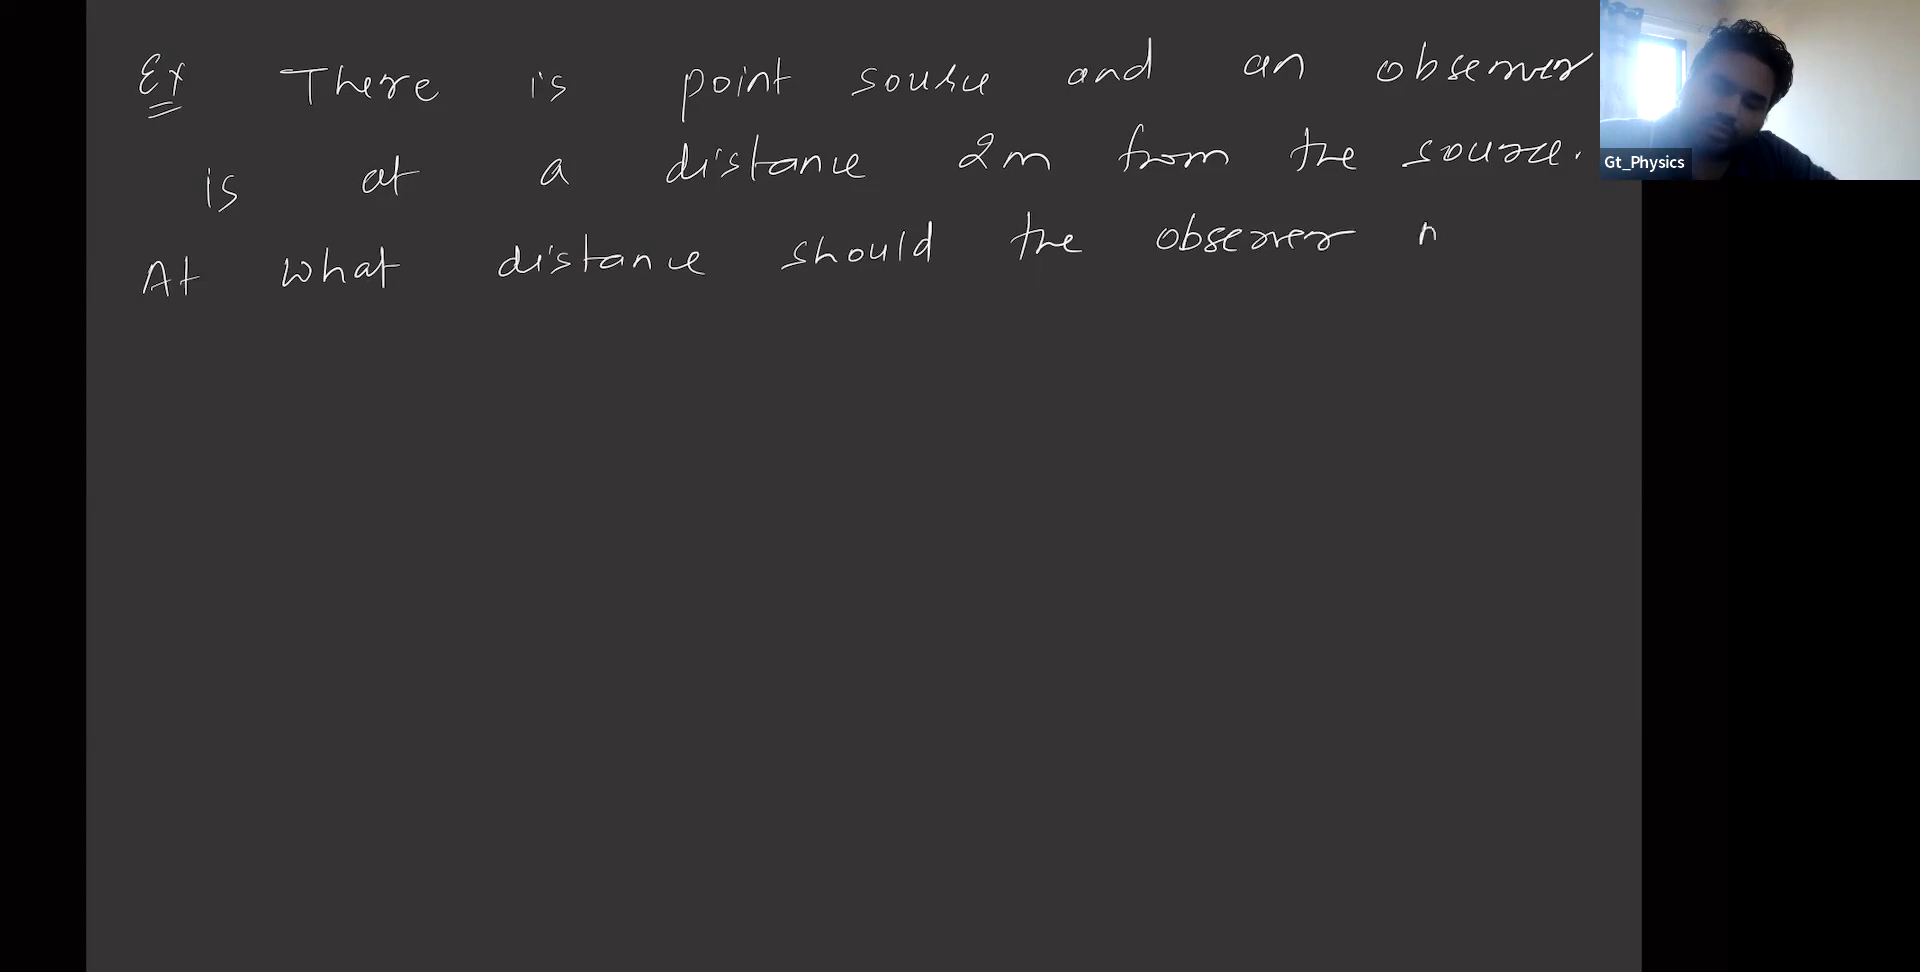 Ex There is point source and an observer
is at a distance 2m from the source.
At what distance should the observer n
Gt_Physics